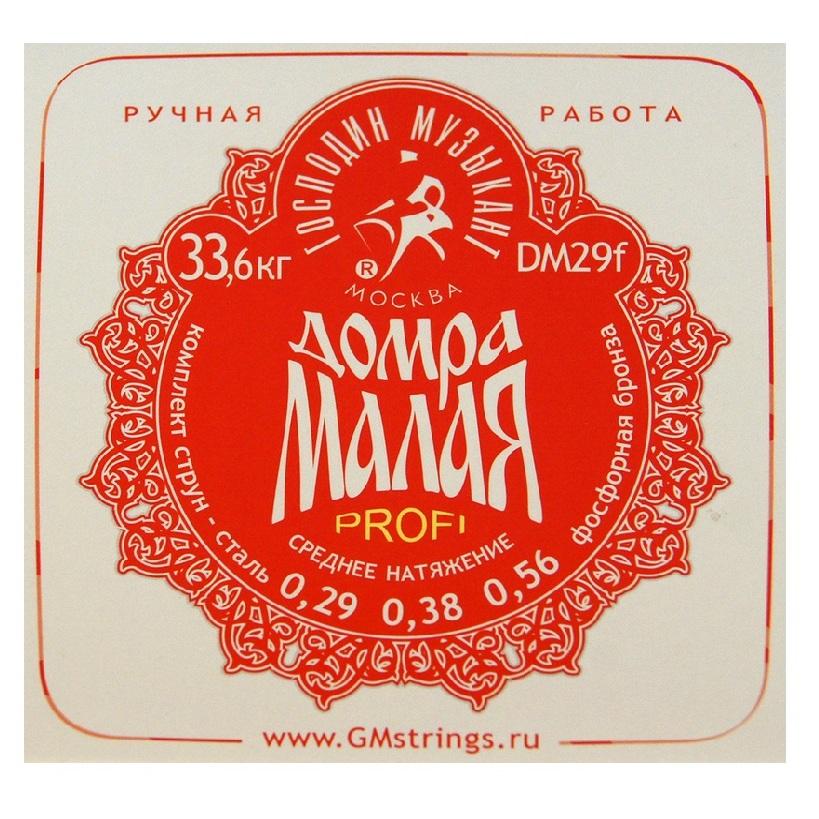 РУЧНАЯ РАБОТА
ГОСПОДИН МУЗЫКАНТ
33,6кг
DM29f
®
МОСКВА
ДОМРА
МАЛАЯ
PROFI
СРЕДНЕЕ НАТЯЖЕНИЕ
комплект струн - сталь 0,29 0,38 0,56 фосфорная бронза
www.GMstrings.ru